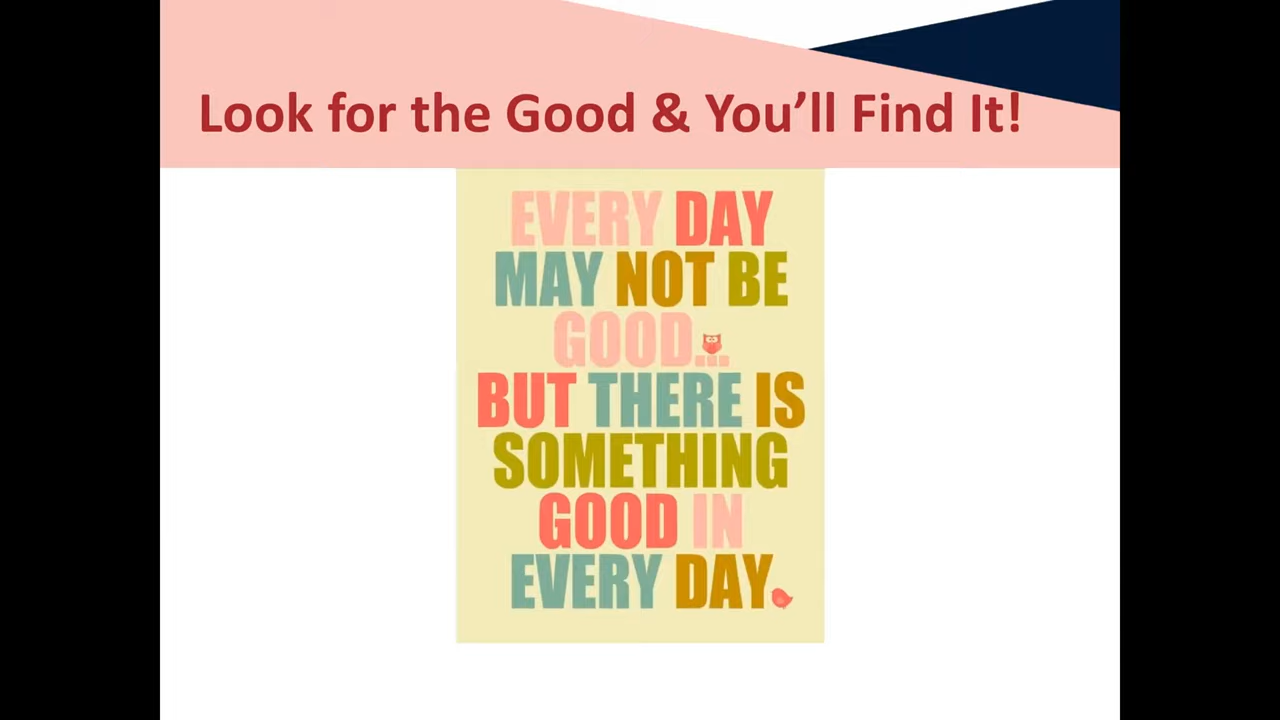 Look for the Good & You’ll Find It!
EVERY DAY
MAY NOT BE
GOOD...
BUT THERE IS
SOMETHING
GOOD IN
EVERY DAY.